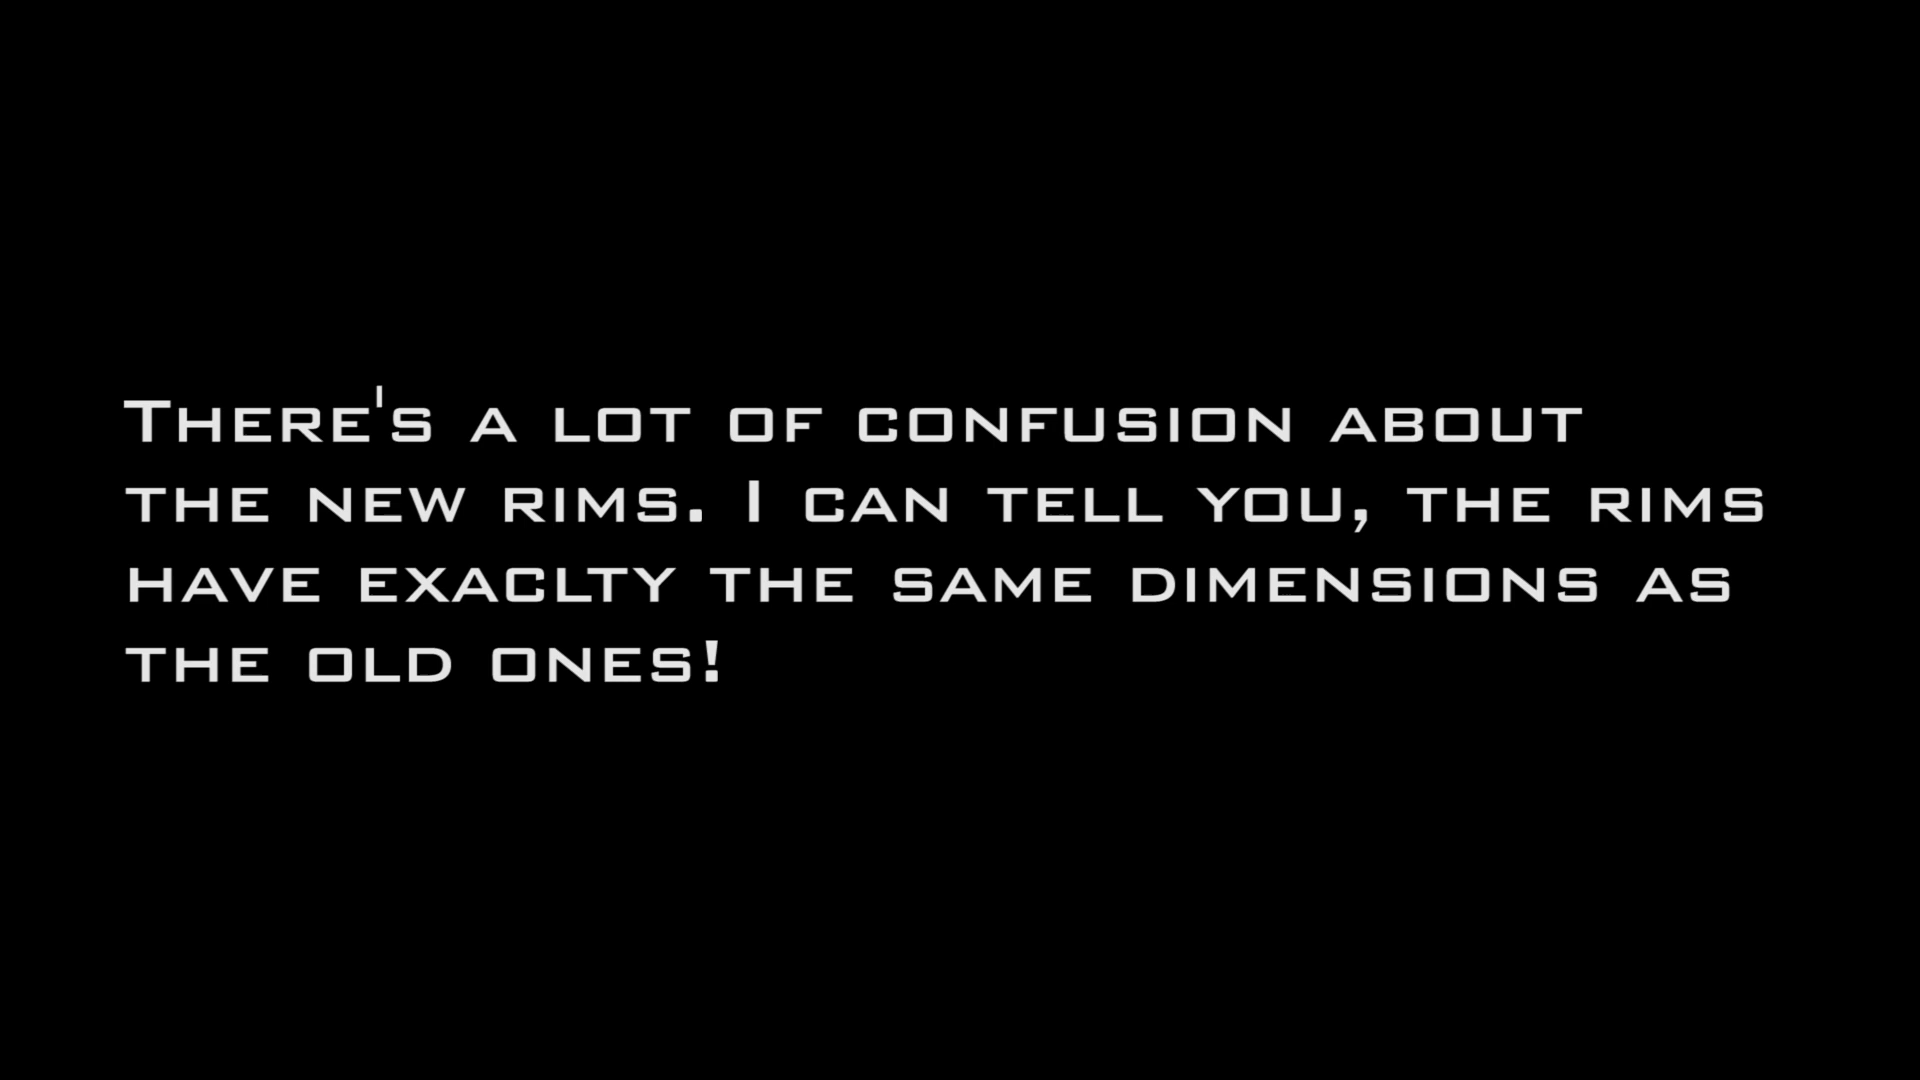 There's a lot of confusion about
the new rims. I can tell you, the rims
have exaclty the same dimensions as
the old ones!